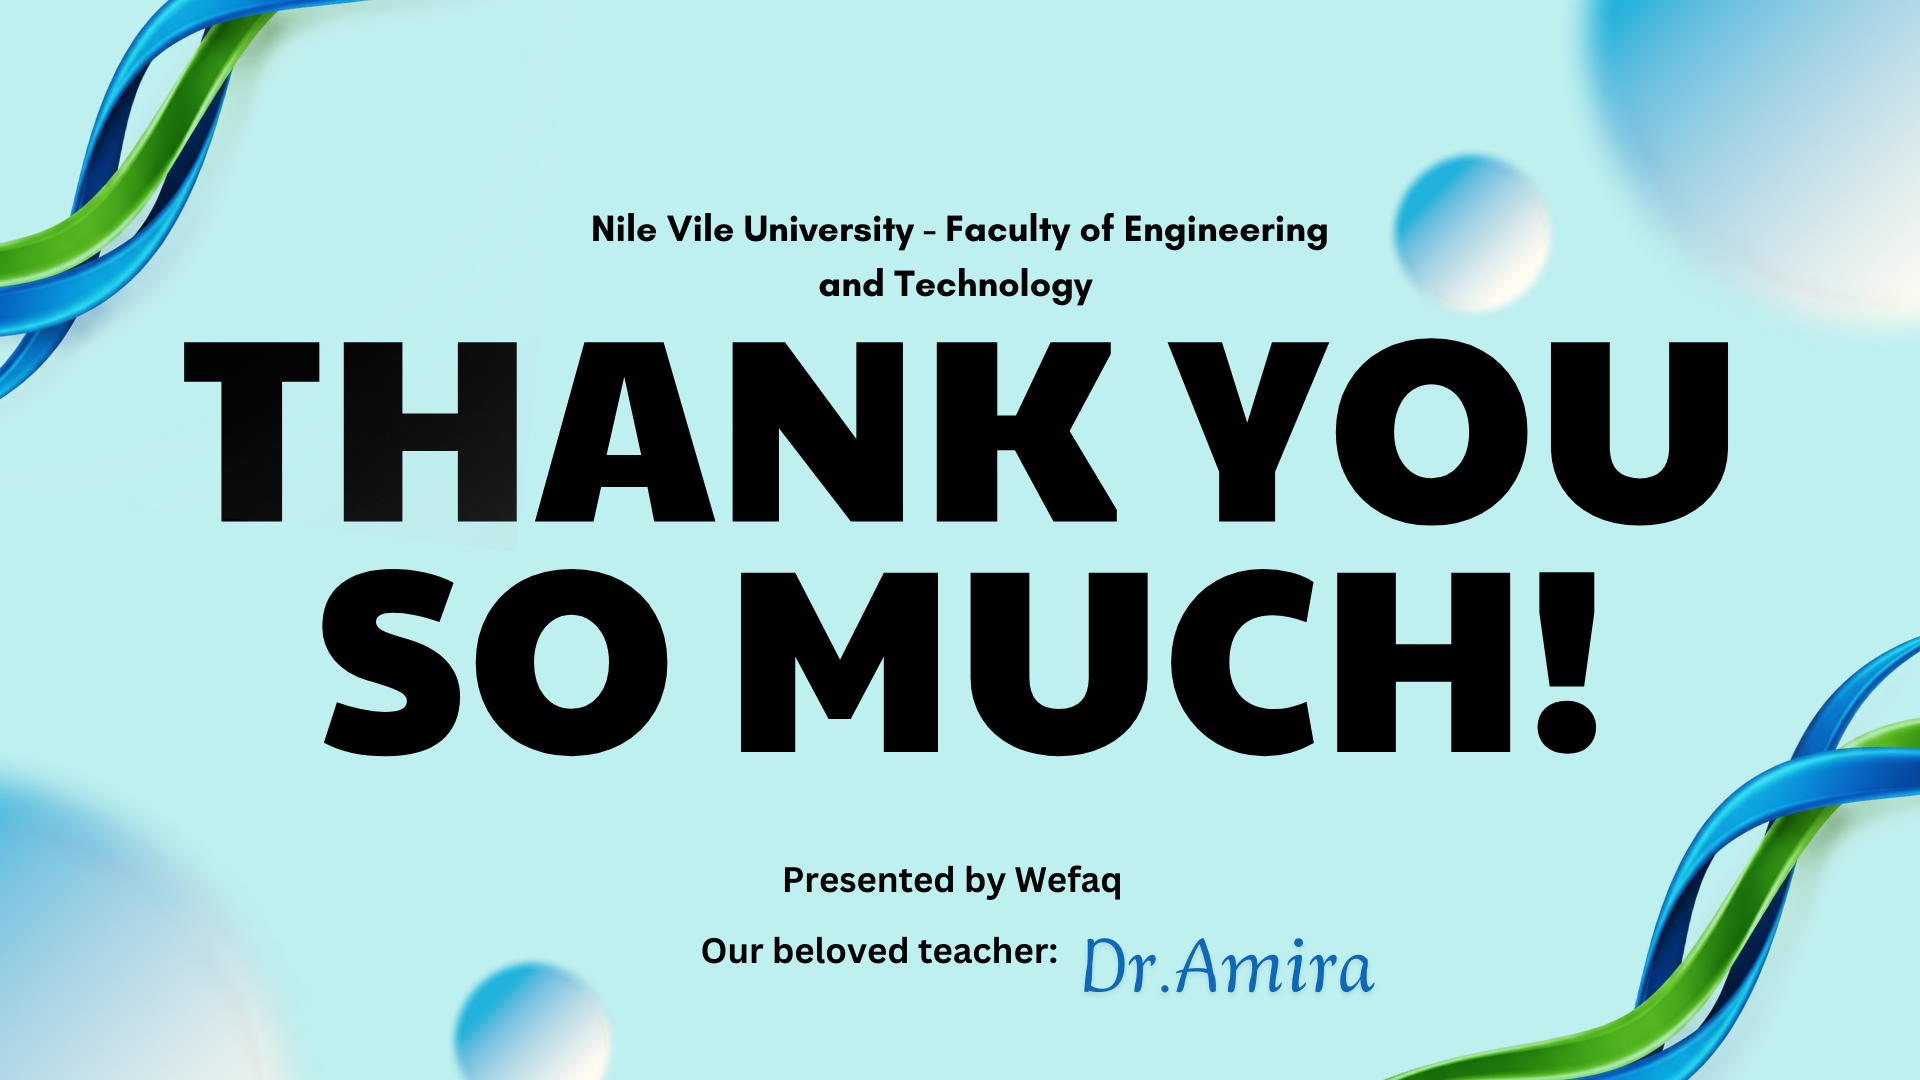 Nile Vile University - Faculty of Engineering
and Technology
THANK YOU
SO MUCH!
Presented by Wefaq
Our beloved teacher: Dr.Amira